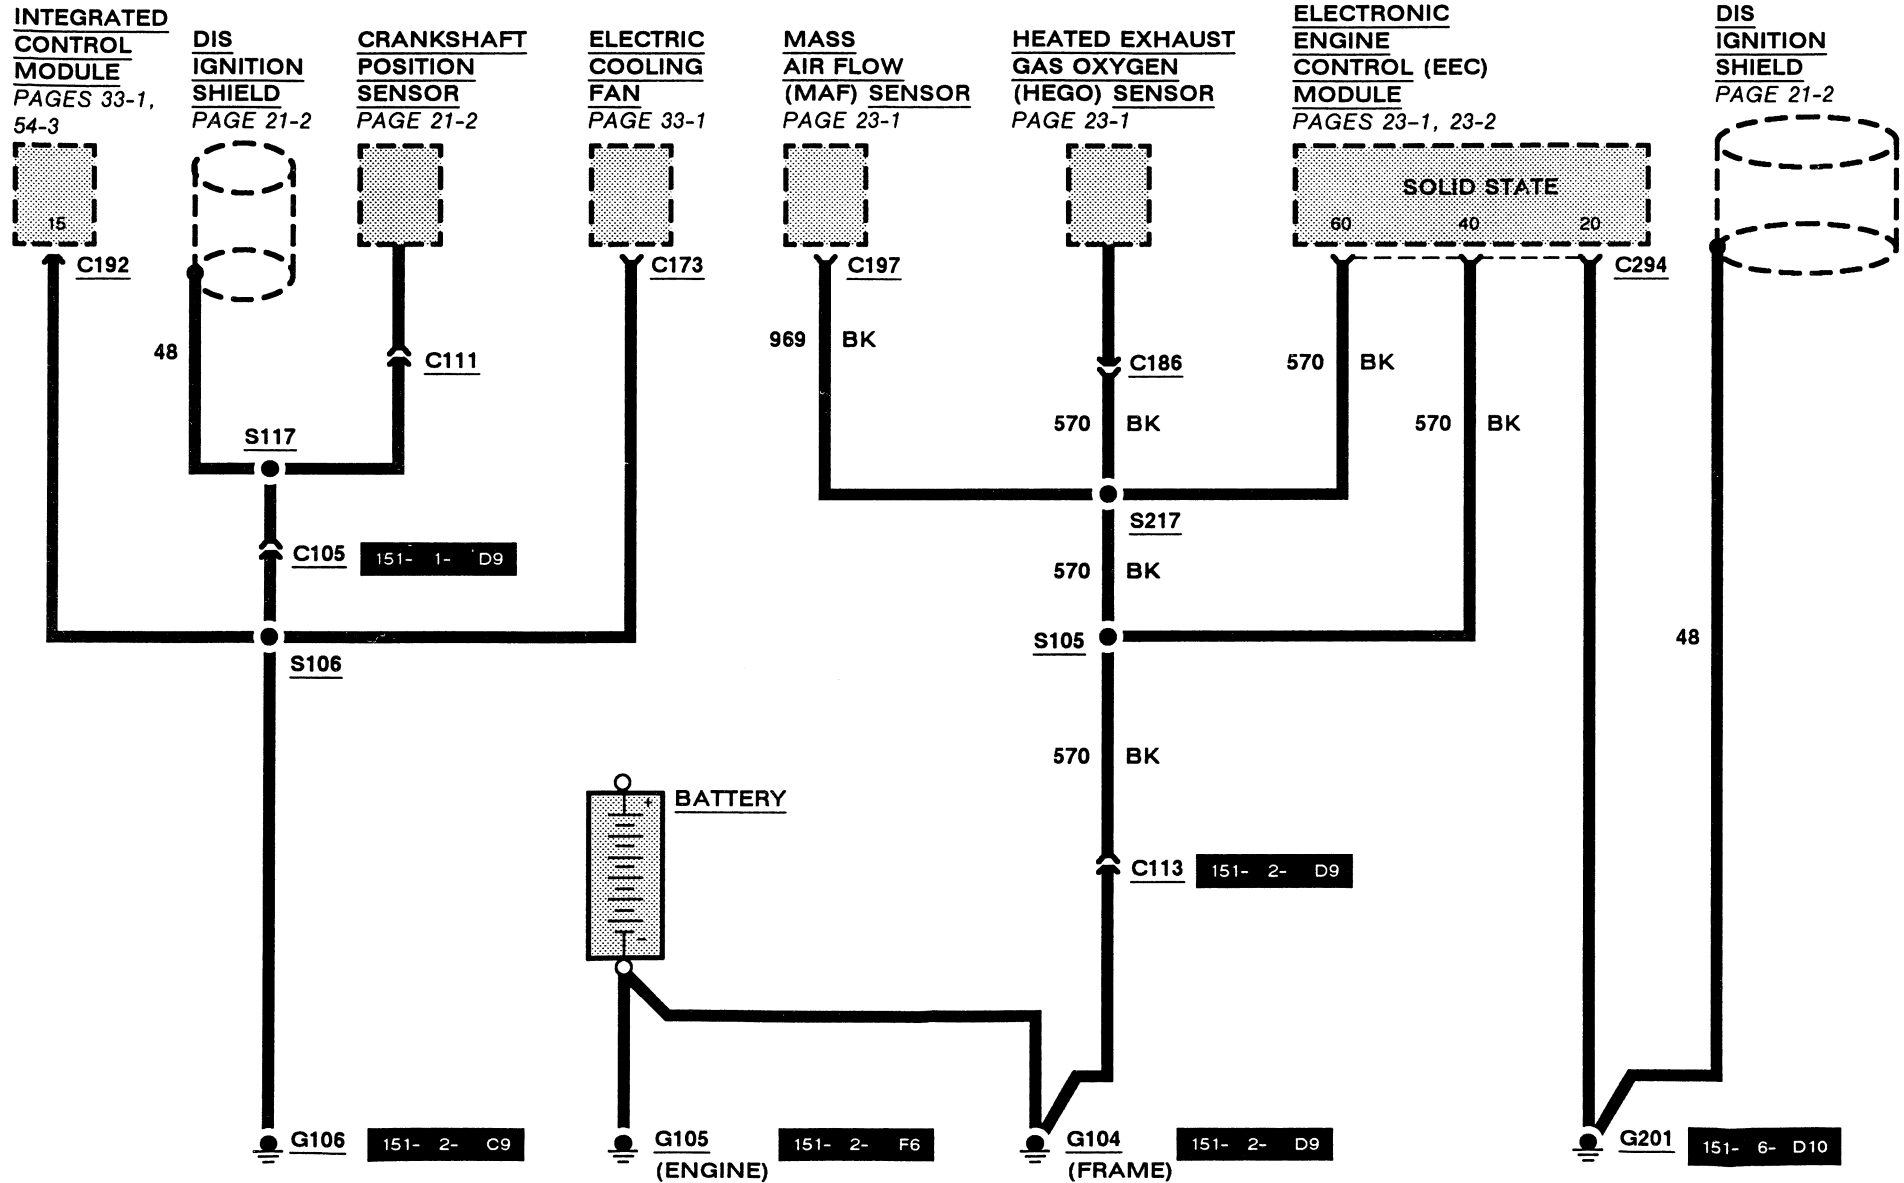 INTEGRATED
CONTROL
MODULE
PAGES 33-1,
54-3
15
C192
DIS
IGNITION
SHIELD
PAGE 21-2
48
CRANKSHAFT
POSITION
SENSOR
PAGE 21-2
C111
S117
C105
151- 1- D9
S106
ELECTRIC
COOLING
FAN
PAGE 33-1
C173
MASS
AIR FLOW
(MAF) SENSOR
PAGE 23-1
C197
969 BK
HEATED EXHAUST
GAS OXYGEN
(HEGO) SENSOR
PAGE 23-1
C186
570 BK
S217
570 BK
S105
570 BK
C113
151- 2- D9
ELECTRONIC
ENGINE
CONTROL (EEC)
MODULE
PAGES 23-1, 23-2
SOLID STATE
60 40 20
C294
570 BK
570 BK
DIS
IGNITION
SHIELD
PAGE 21-2
48
BATTERY
+
-
G106
151- 2- C9
G105
(ENGINE)
151- 2- F6
G104
(FRAME)
151- 2- D9
G201
151- 6- D10